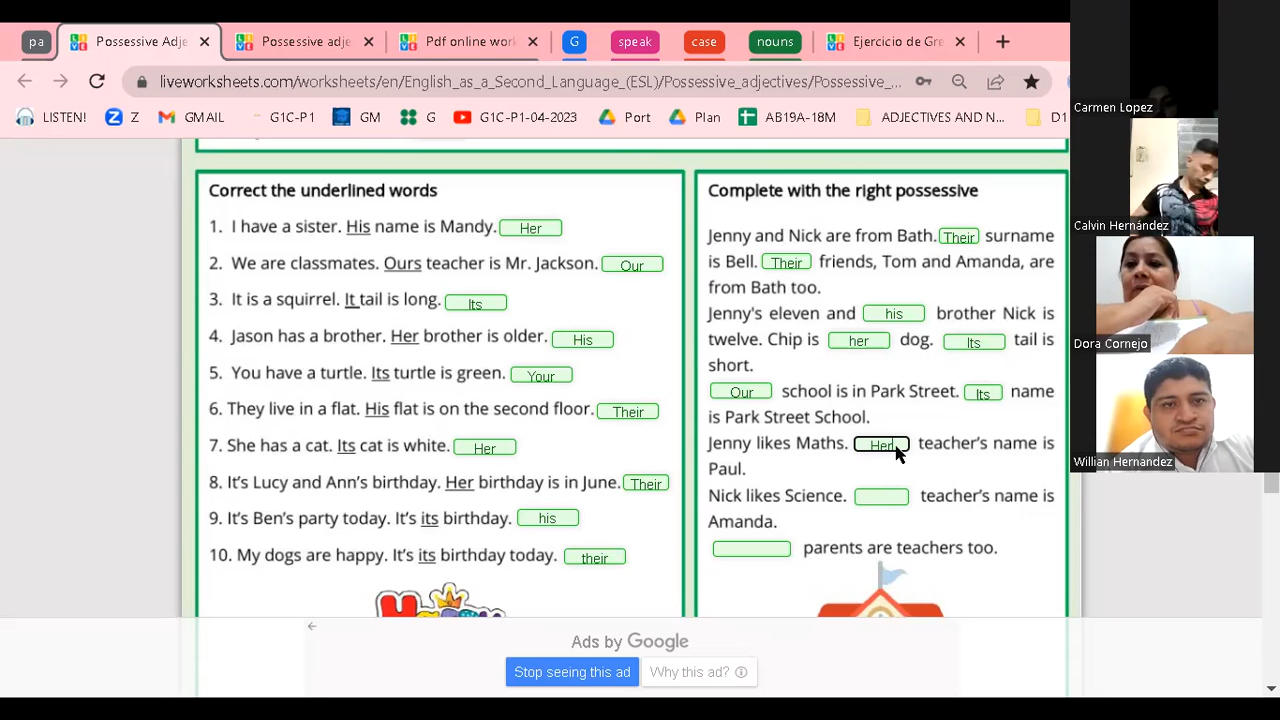 pa Possessive Adje Possessive adje Pdf online wor G speak case nouns Ejercicio de Gre
liveworksheets.com/worksheets/en/English_as_a_Second_Language_(ESL)/Possessive_adjectives/Possessive_...
LISTEN! Z GMAIL G1C-P1 GM G G1C-P1-04-2023 Port Plan AB19A-18M ADJECTIVES AND N... D1
Correct the underlined words
1. I have a sister. His name is Mandy. Her
2. We are classmates. Ours teacher is Mr. Jackson. Our
3. It is a squirrel. It tail is long. Its
4. Jason has a brother. Her brother is older. His
5. You have a turtle. Its turtle is green. Your
6. They live in a flat. His flat is on the second floor. Their
7. She has a cat. Its cat is white. Her
8. It's Lucy and Ann's birthday. Her birthday is in June. Their
9. It's Ben's party today. It's its birthday. his
10. My dogs are happy. It's its birthday today. their
Complete with the right possessive
Jenny and Nick are from Bath. Their surname
is Bell. Their friends, Tom and Amanda, are
from Bath too.
Jenny's eleven and his brother Nick is
twelve. Chip is her dog. Its tail is
short.
Our school is in Park Street. Its name
is Park Street School.
Jenny likes Maths. Her teacher's name is
Paul.
Nick likes Science. teacher's name is
Amanda.
parents are teachers too.
Ads by Google
Stop seeing this ad Why this ad?
Carmen Lopez
Calvin Hernández
Dora Cornejo
Willian Hernandez